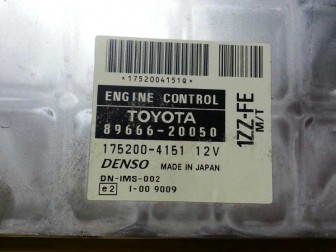 *1752004151Q*
ENGINE CONTROL
TOYOTA
89666-20050
175200-4151 12V
DENSO MADE IN JAPAN
DN-IMS-002
e2 I-00 9009
1ZZ-FE
M/T